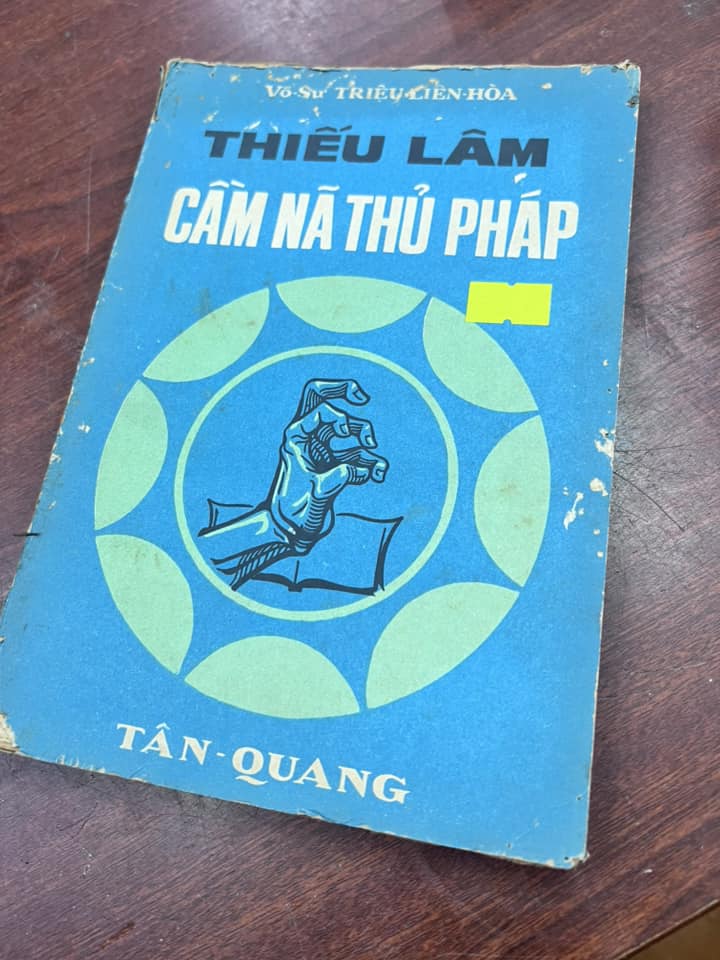 Võ-Sư TRIỆU-LIÊN-HÒA
THIẾU LÂM
CẦM NÃ THỦ PHÁP
TÂN-QUANG